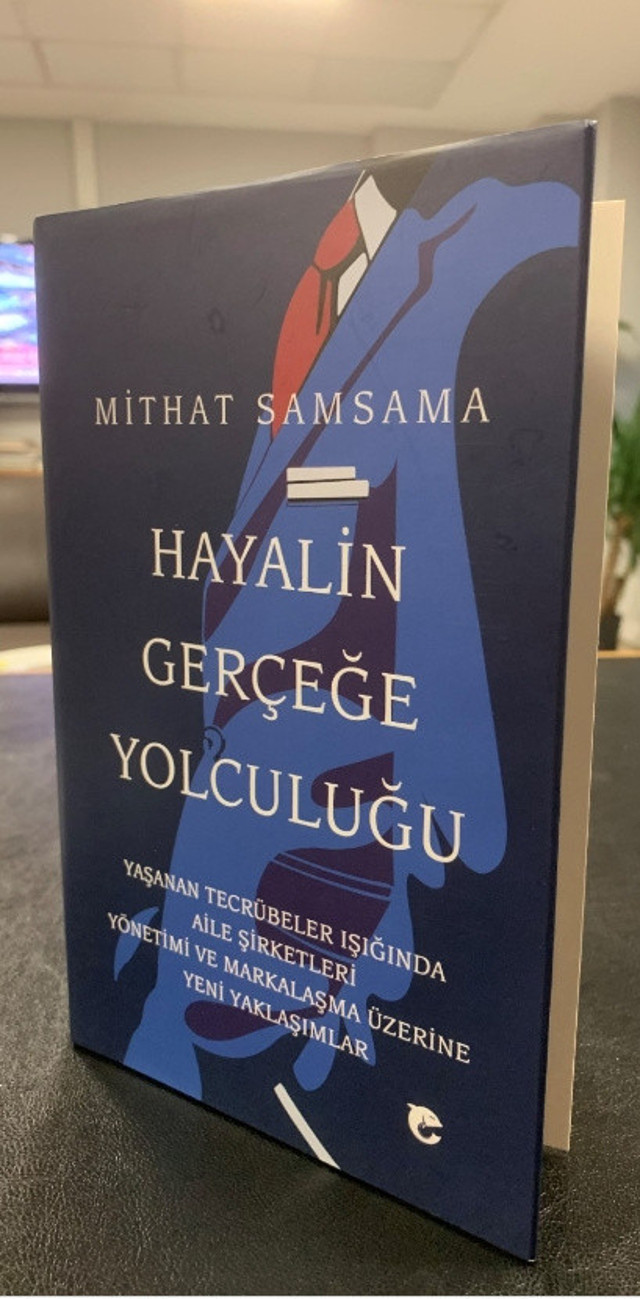 MİTHAT SAMSAMA
HAYALİN
GERÇEĞE
YOLCULUĞU
YAŞANAN TECRÜBELER IŞIĞINDA
AİLE ŞİRKETLERİ
YÖNETİMİ VE MARKALAŞMA ÜZERİNE
YENİ YAKLAŞIMLAR